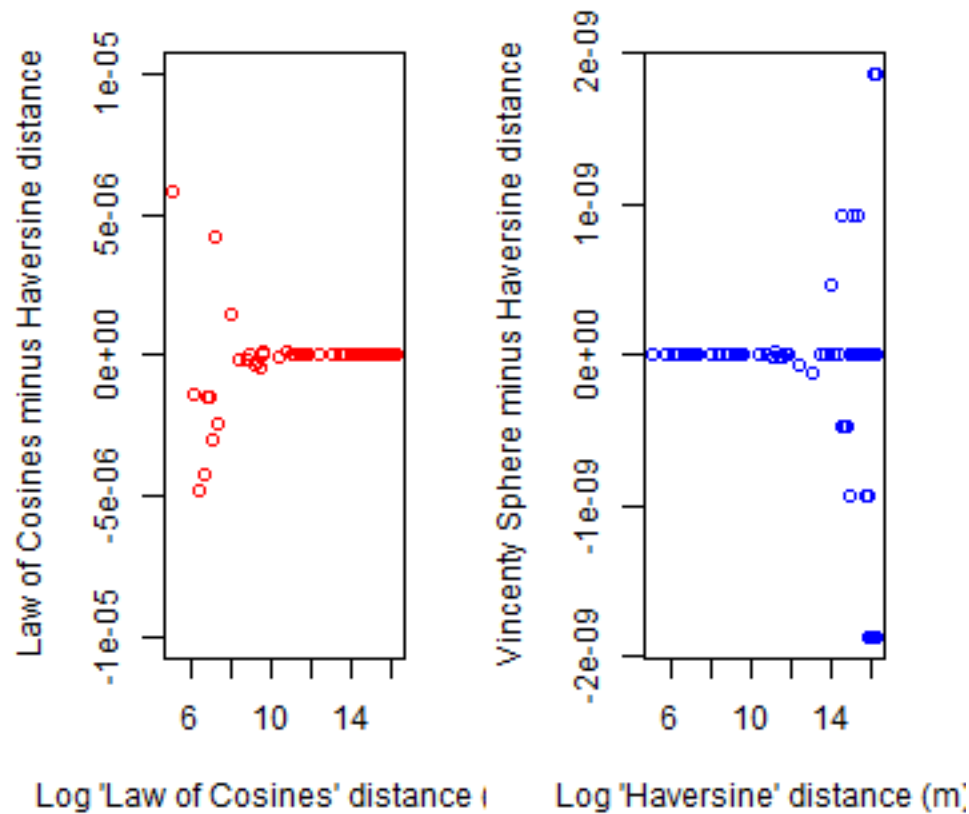 Law of Cosines minus Haversine distance
1e-05
5e-06
0e+00
-5e-06
-1e-05
6 10 14
Log 'Law of Cosines' distance (
Vincenty Sphere minus Haversine distance
2e-09
1e-09
0e+00
-1e-09
-2e-09
6 10 14
Log 'Haversine' distance (m)